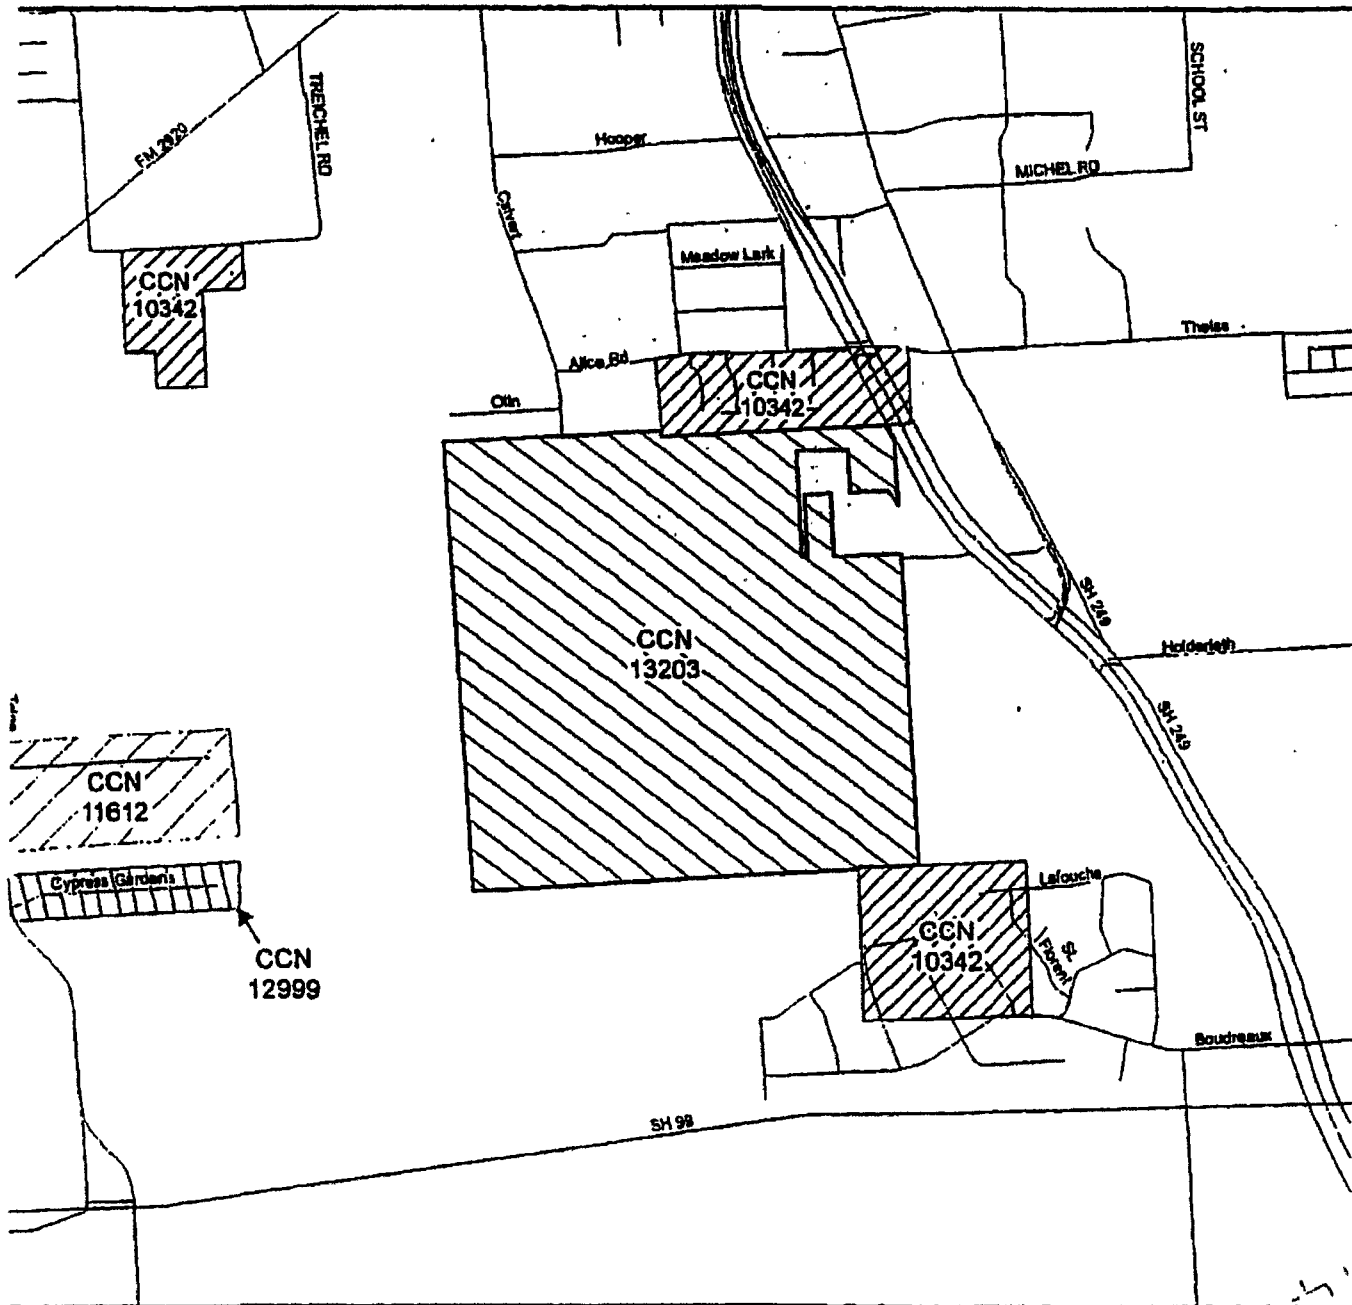 SCHOOL ST
TREICHEL RD
FM 2920
Hooper
MICHEL RD
Calvert
Meadow Lark
CCN
10342
Theiss
Alice Rd
CCN
10342
Olin
SH 249
CCN
13203
Holderieth
SH 249
CCN
11612
Cypress Gardens
Lafouche
CCN
10342
St
Florent
CCN
12999
Boudreaux
SH 99